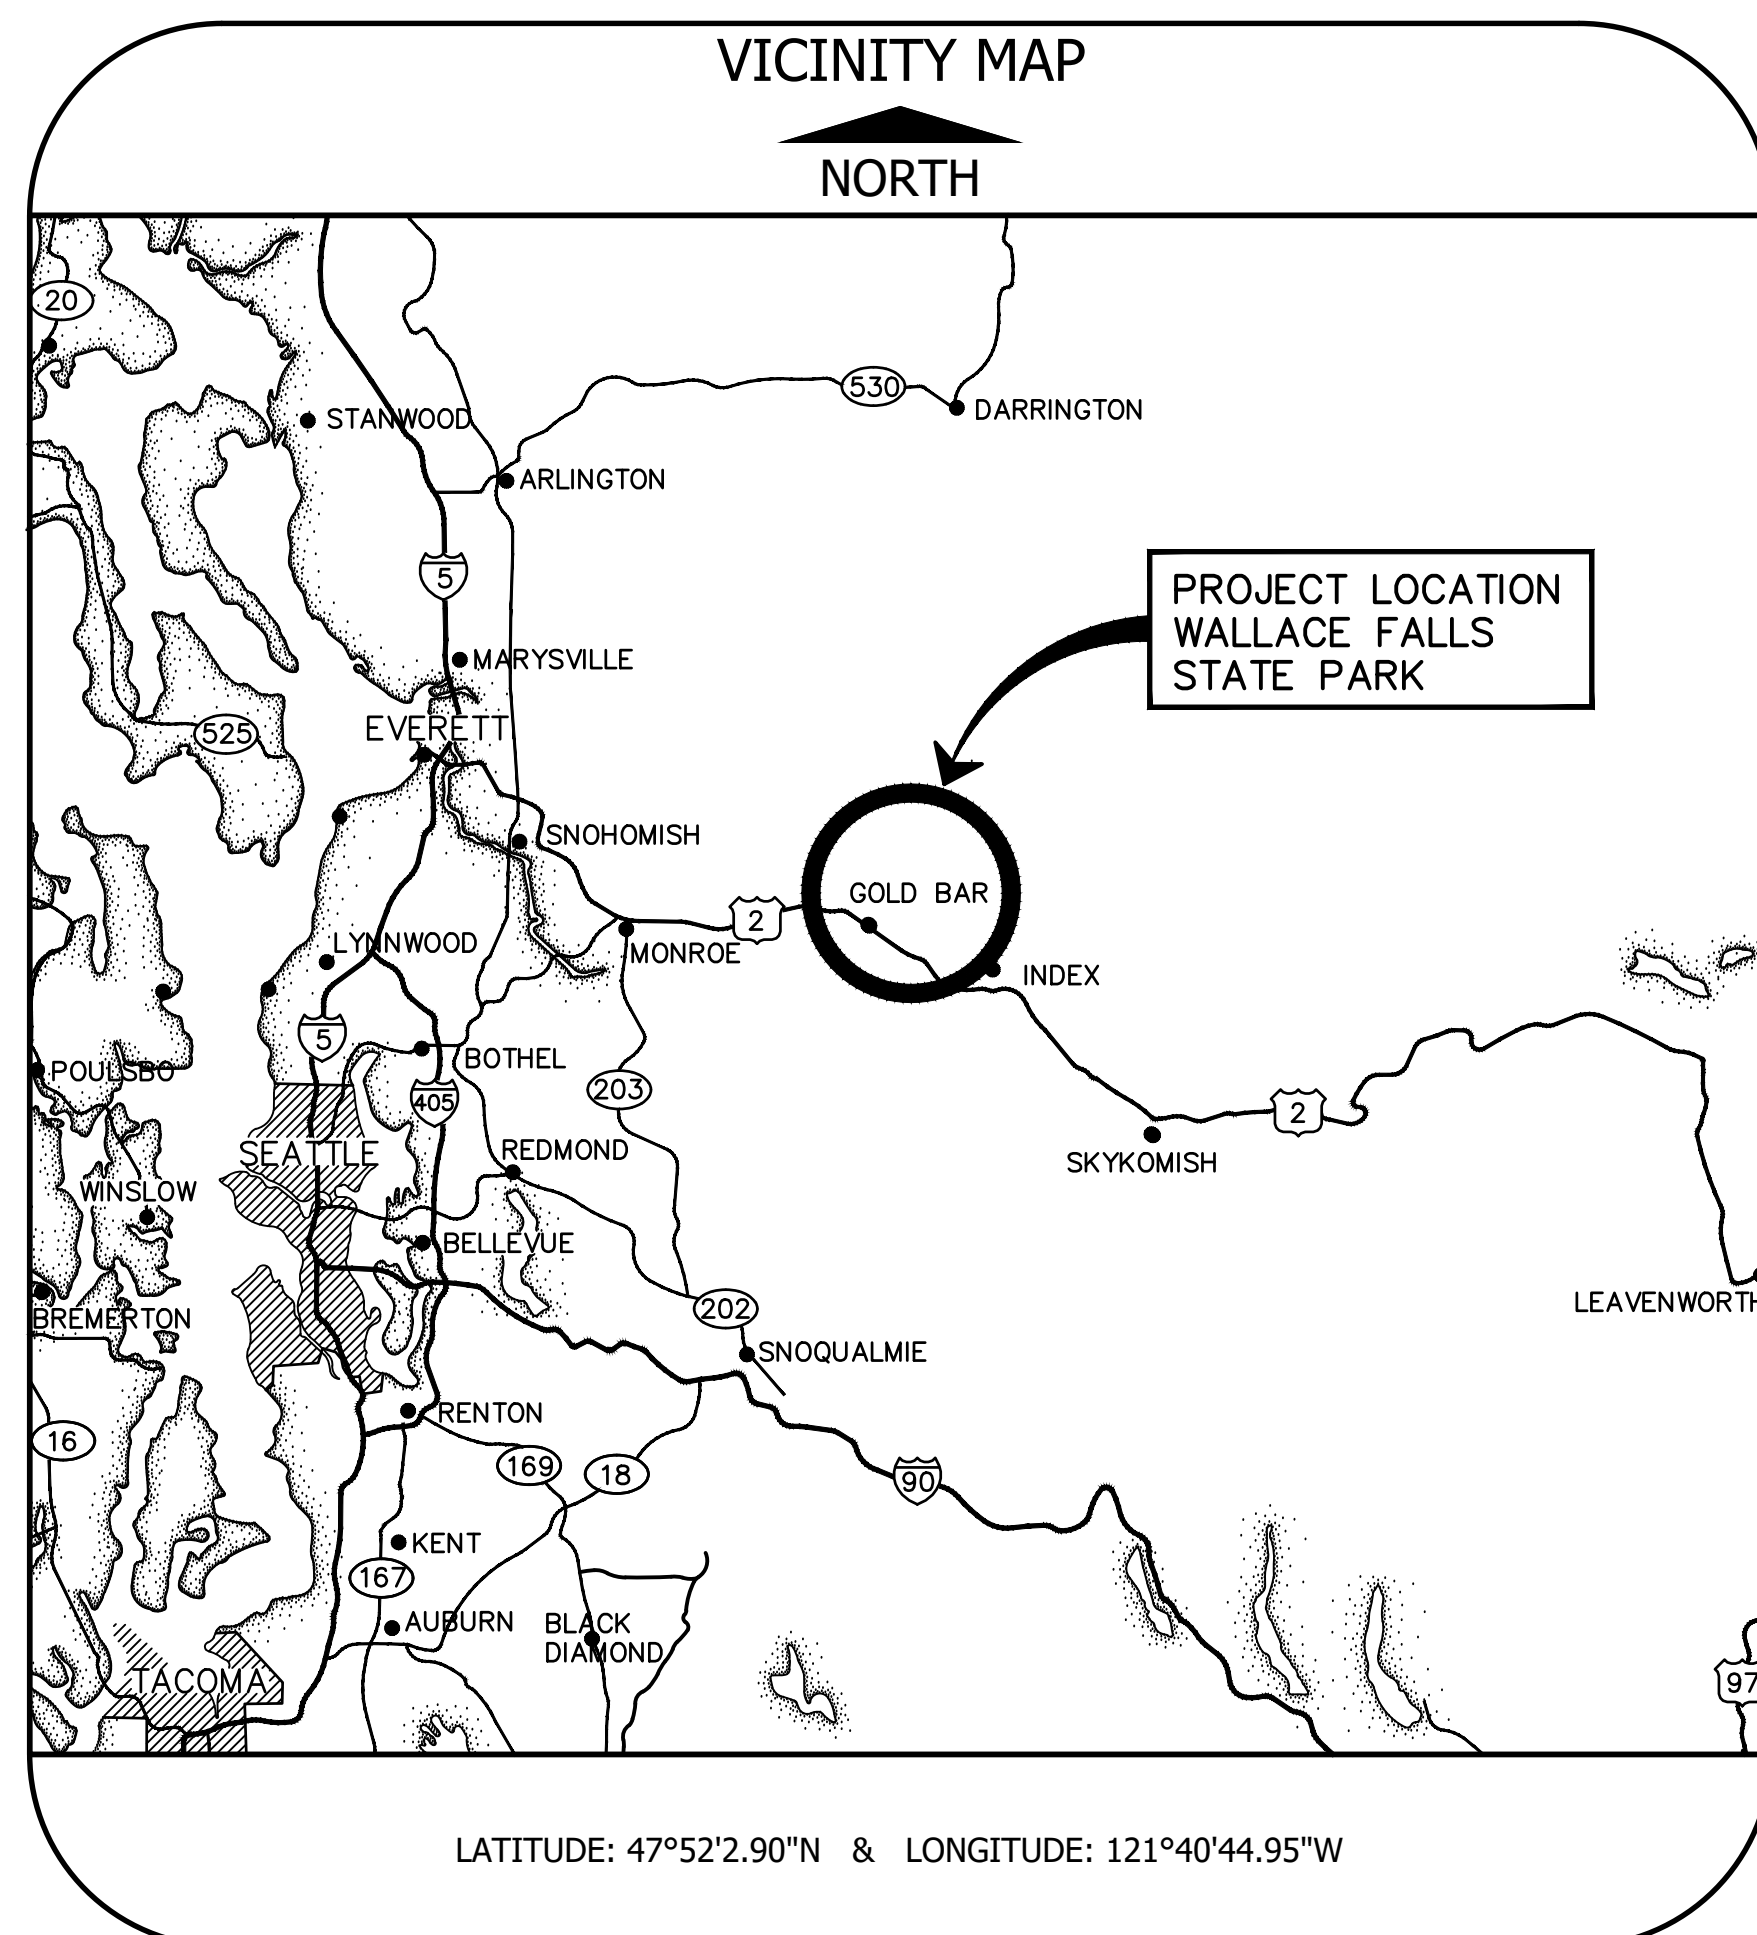 VICINITY MAP
NORTH
20
530
DARRINGTON
STANWOOD
ARLINGTON
5
PROJECT LOCATION
WALLACE FALLS
STATE PARK
MARYSVILLE
EVERETT
525
SNOHOMISH
GOLD BAR
2
LYNNWOOD
MONROE
INDEX
5
BOTHEL
POULSBO
405
203
2
SEATTLE
REDMOND
SKYKOMISH
WINSLOW
BELLEVUE
LEAVENWORTH
202
BREMERTON
SNOQUALMIE
RENTON
16
169
18
90
KENT
167
AUBURN
BLACK
DIAMOND
TACOMA
97
LATITUDE: 47°52'2.90"N & LONGITUDE: 121°40'44.95"W